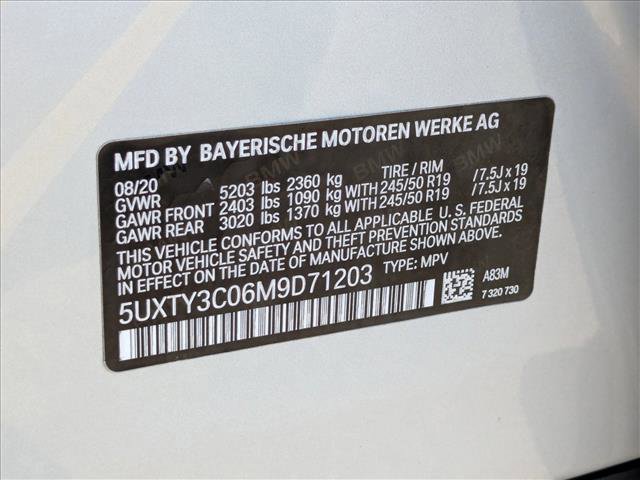 MFD BY BAYERISCHE MOTOREN WERKE AG
08/20 TIRE / RIM
GVWR 5203 lbs 2360 kg
GAWR FRONT 2403 lbs 1090 kg WITH 245/50 R19 /7.5J x 19
GAWR REAR 3020 lbs 1370 kg WITH 245/50 R19 /7.5J x 19
THIS VEHICLE CONFORMS TO ALL APPLICABLE U. S. FEDERAL
MOTOR VEHICLE SAFETY AND THEFT PREVENTION STANDARDS
IN EFFECT ON THE DATE OF MANUFACTURE SHOWN ABOVE.
5UXTY3C06M9D71203 TYPE: MPV A83M
7 320 730